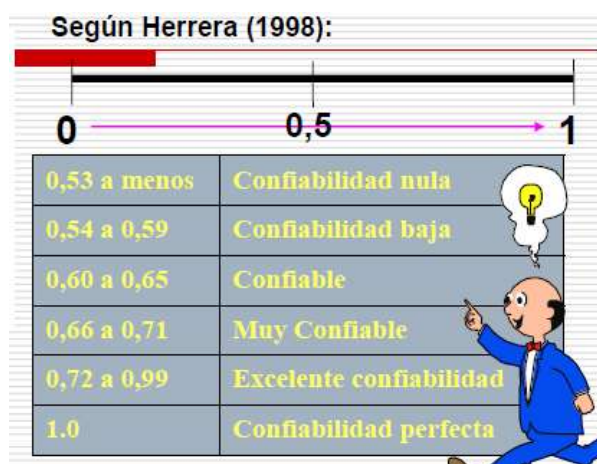 Según Herrera (1998):
0 0,5 1
0,53 a menos Confiabilidad nula
0,54 a 0,59 Confiabilidad baja
0,60 a 0,65 Confiable
0,66 a 0,71 Muy Confiable
0,72 a 0,99 Excelente confiabilidad
1.0 Confiabilidad perfecta